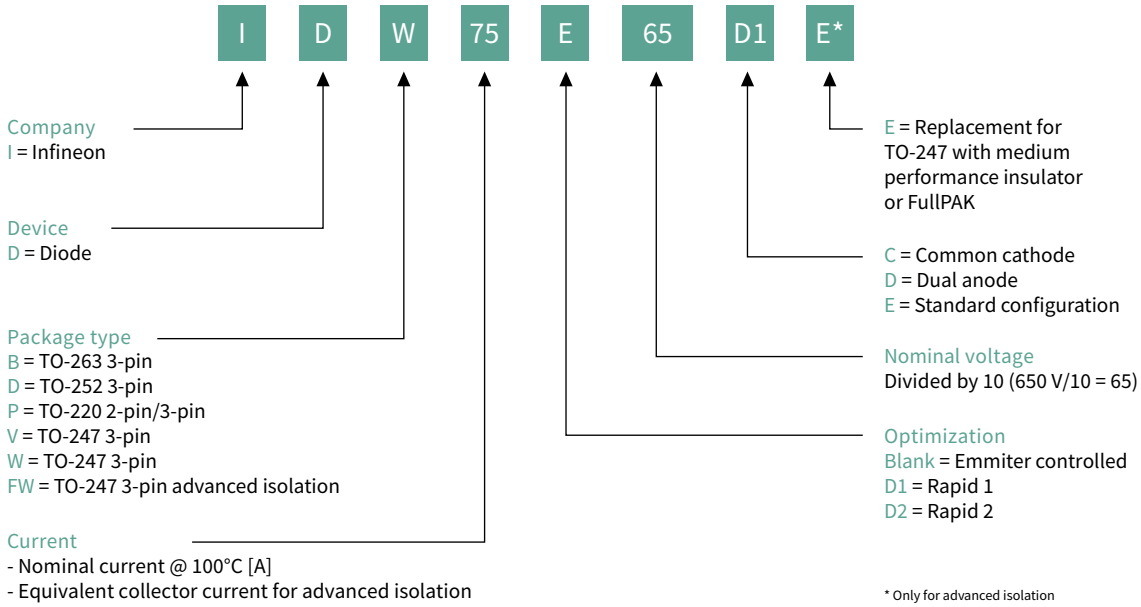 I D W 75 E 65 D1 E*
Company
I = Infineon
Device
D = Diode
Package type
B = TO-263 3-pin
D = TO-252 3-pin
P = TO-220 2-pin/3-pin
V = TO-247 3-pin
W = TO-247 3-pin
FW = TO-247 3-pin advanced isolation
Current
- Nominal current @ 100°C [A]
- Equivalent collector current for advanced isolation
E = Replacement for
TO-247 with medium
performance insulator
or FullPAK
C = Common cathode
D = Dual anode
E = Standard configuration
Nominal voltage
Divided by 10 (650 V/10 = 65)
Optimization
Blank = Emmiter controlled
D1 = Rapid 1
D2 = Rapid 2
* Only for advanced isolation